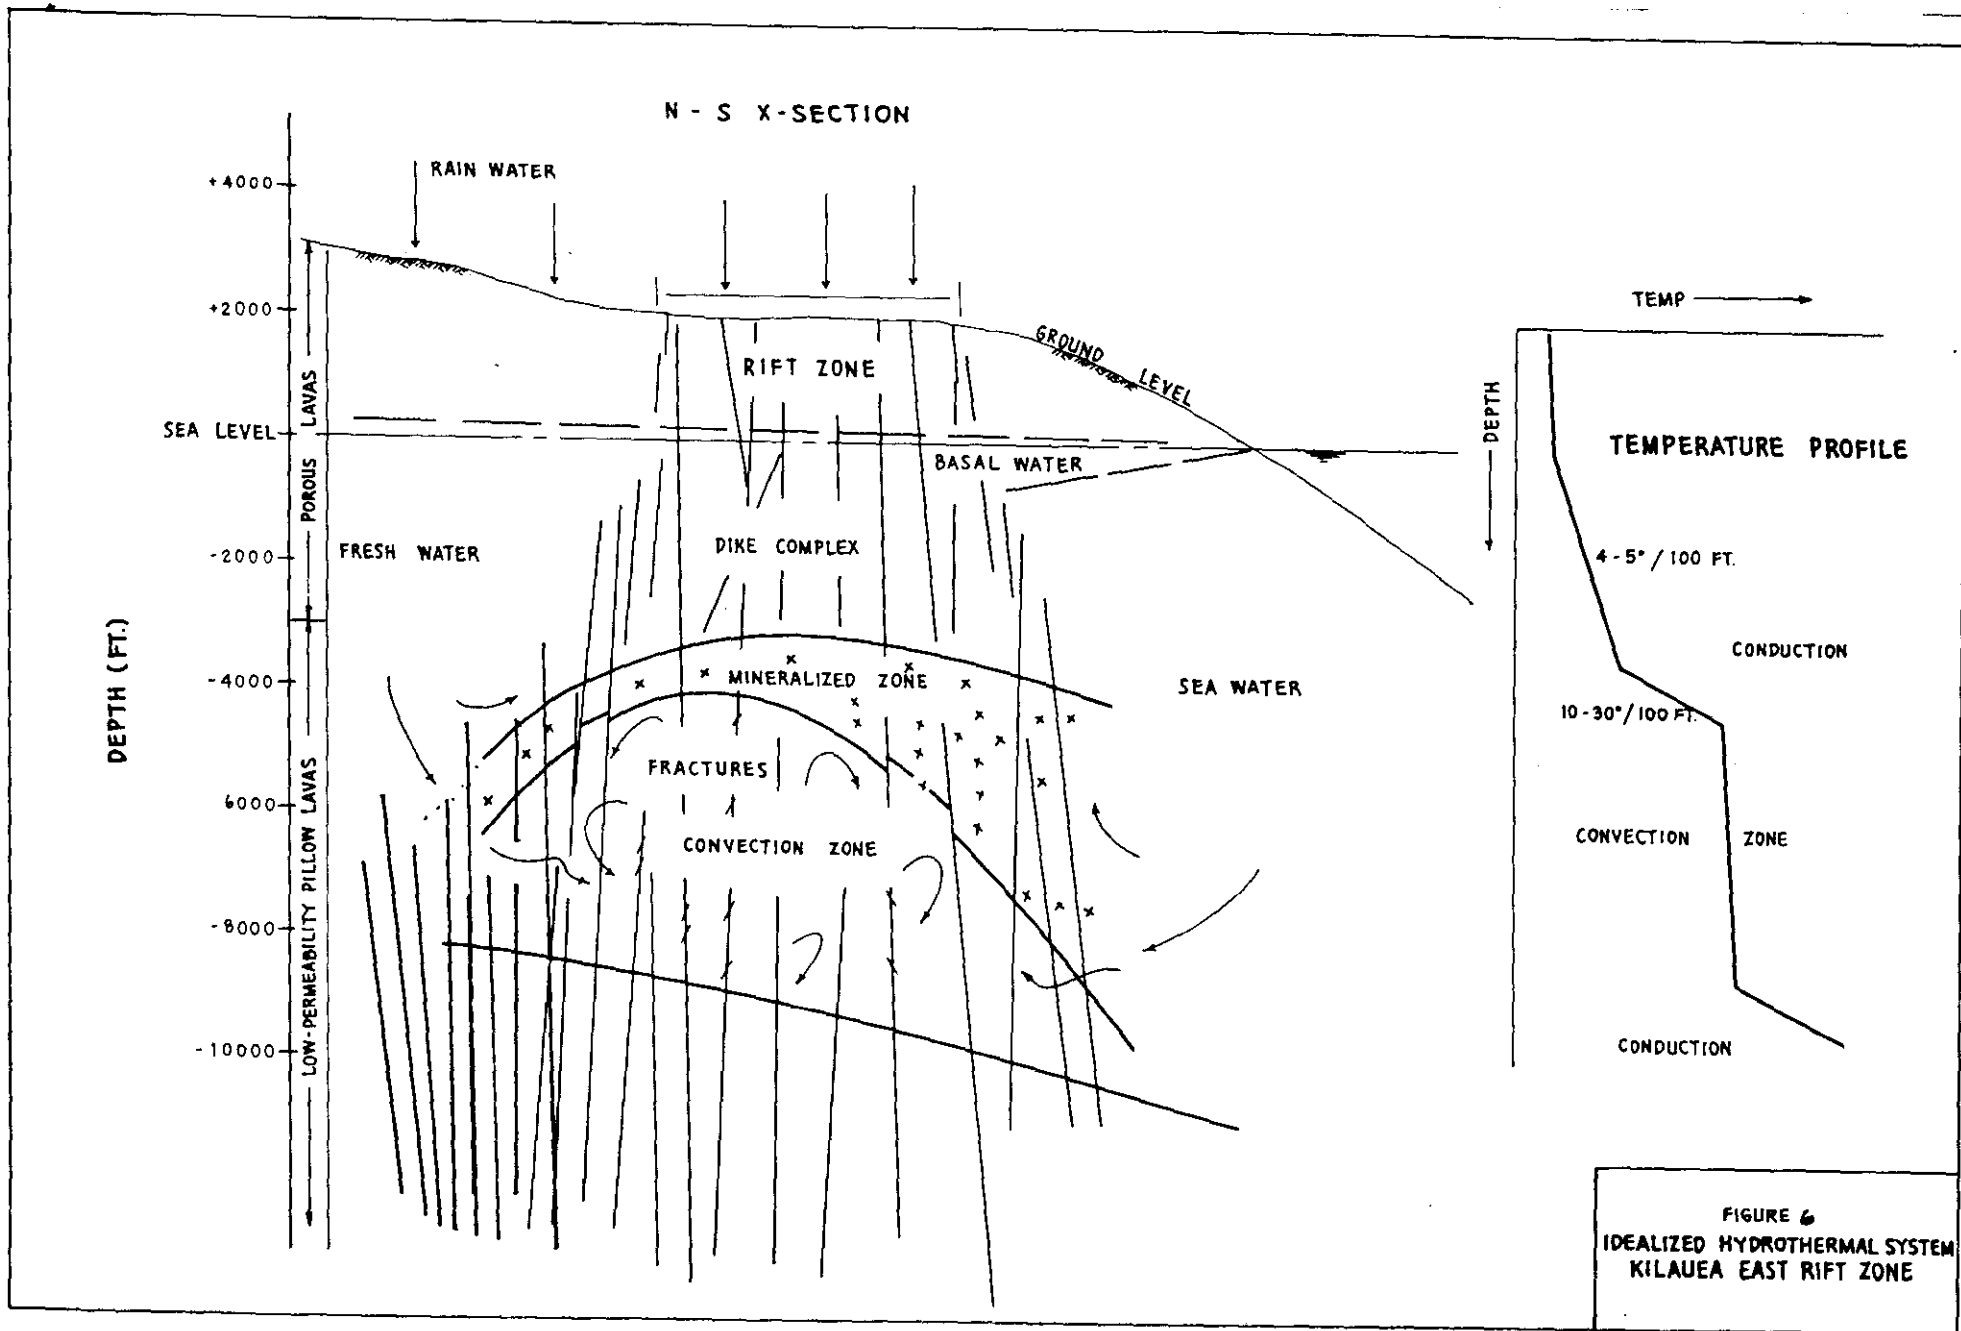 N - S X-SECTION
RAIN WATER
+4000
+2000
SEA LEVEL
-2000
-4000
6000
-8000
-10000
DEPTH (FT.)
POROUS LAVAS
LOW-PERMEABILITY PILLOW LAVAS
RIFT ZONE
GROUND LEVEL
BASAL WATER
FRESH WATER
DIKE COMPLEX
MINERALIZED ZONE
SEA WATER
FRACTURES
CONVECTION ZONE
TEMP
DEPTH
TEMPERATURE PROFILE
4-5°/100 FT.
CONDUCTION
10-30°/100 FT.
CONVECTION ZONE
CONDUCTION
FIGURE 6
IDEALIZED HYDROTHERMAL SYSTEM
KILAUEA EAST RIFT ZONE